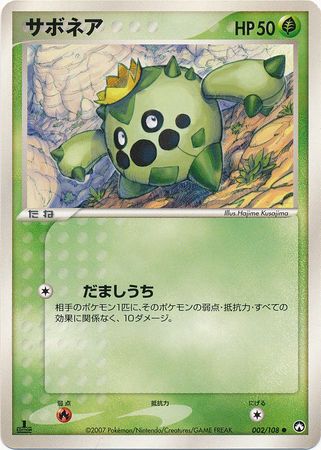 サボネア HP50
たね
Illus. Hajime Kusajima
だましうち
相手のポケモン1匹に、そのポケモンの弱点・抵抗力・すべての
効果に関係なく、10ダメージ。
弱点 抵抗力 にげる
1
EDITION
©2007 Pokémon/Nintendo/Creatures/GAME FREAK
002/108